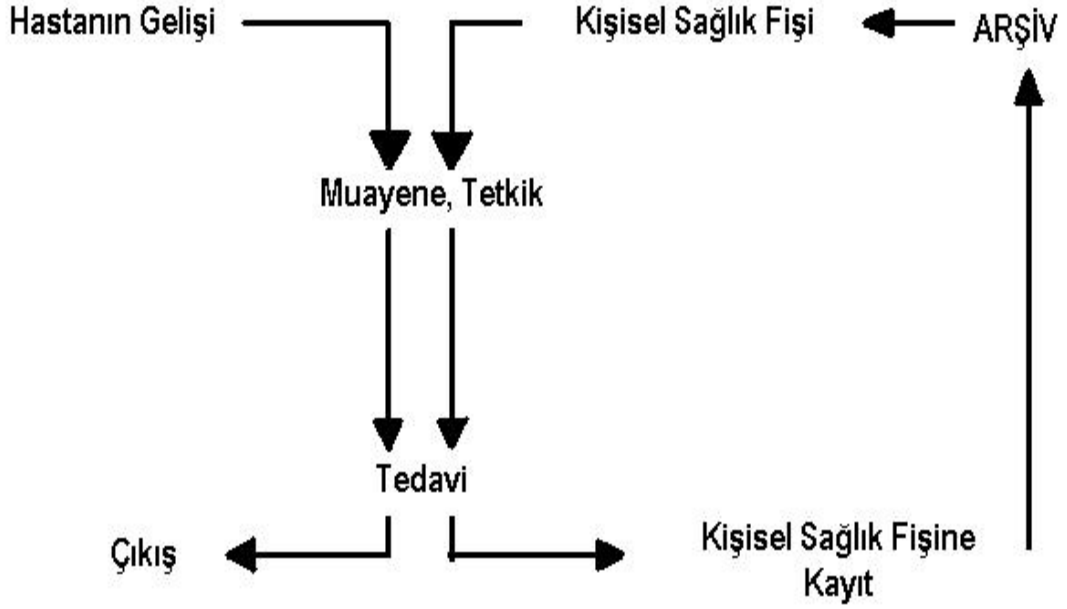 Hastanın Gelişi
Kişisel Sağlık Fişi
ARŞİV
Muayene, Tetkik
Tedavi
Çıkış
Kişisel Sağlık Fişine
Kayıt